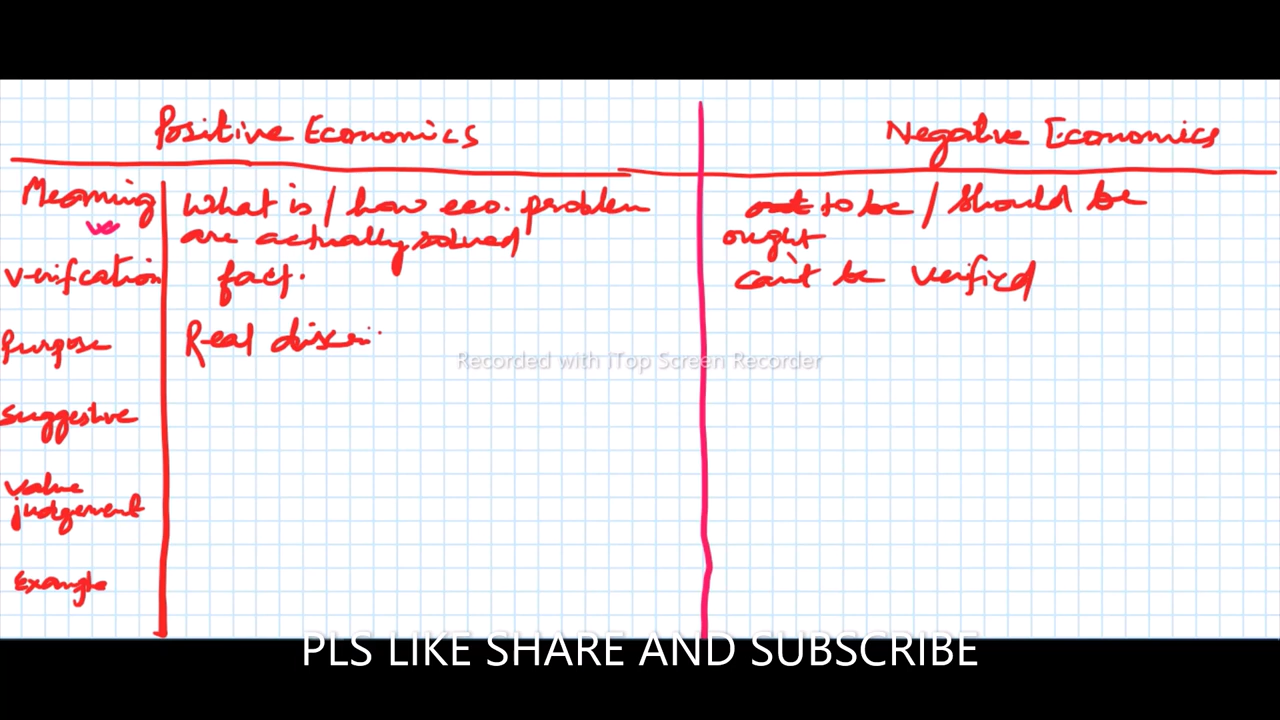 Positive Economics
Negative Economics
Meaning
What is / how eco. problem
are actually solved
to be / should be
ought
Verification
fact.
can't be verified
Purpose
Real
Recorded with iTop Screen Recorder
Suggestive
value
judgement
Example
PLS LIKE SHARE AND SUBSCRIBE